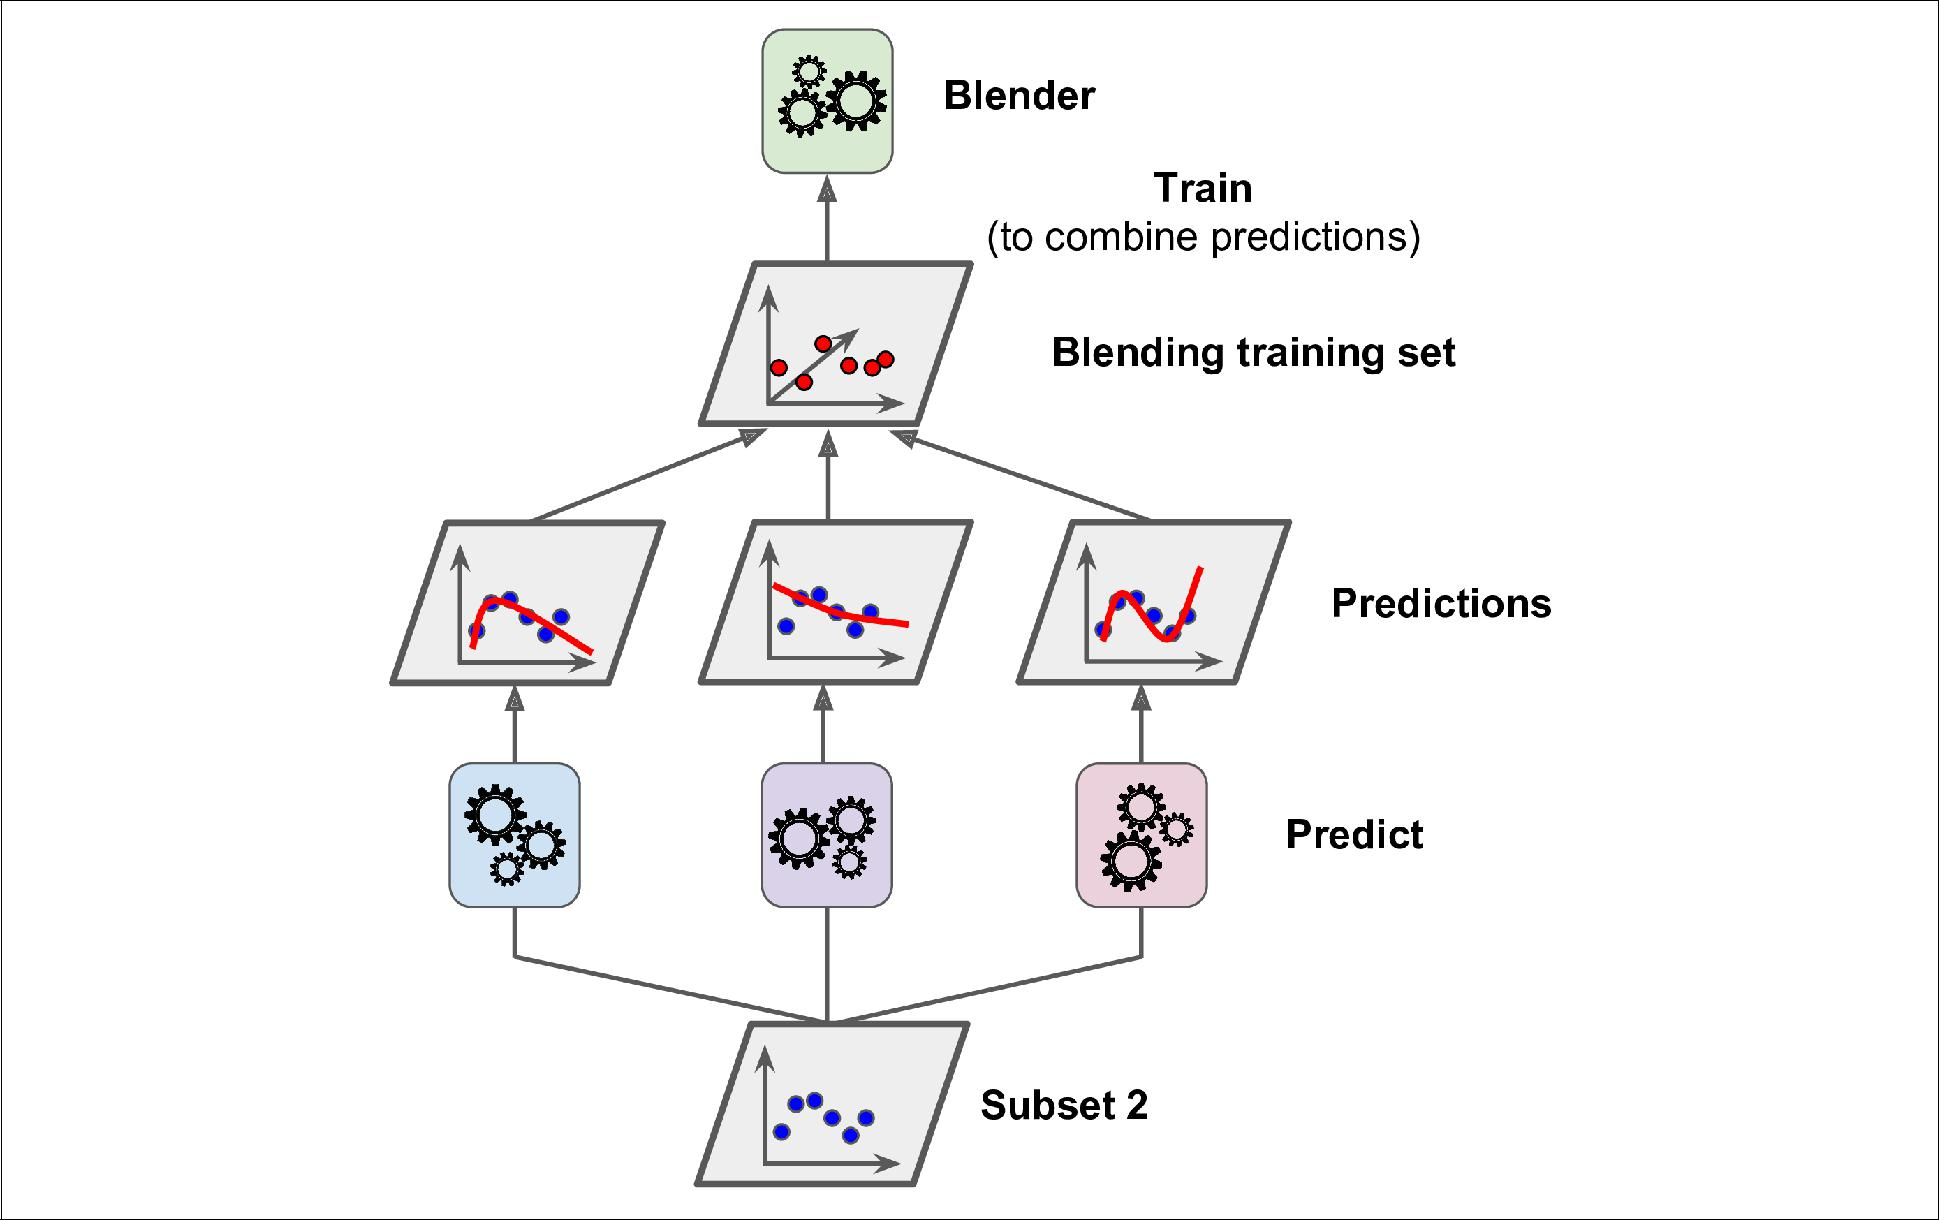 Blender
Train
(to combine predictions)
Blending training set
Predictions
Predict
Subset 2